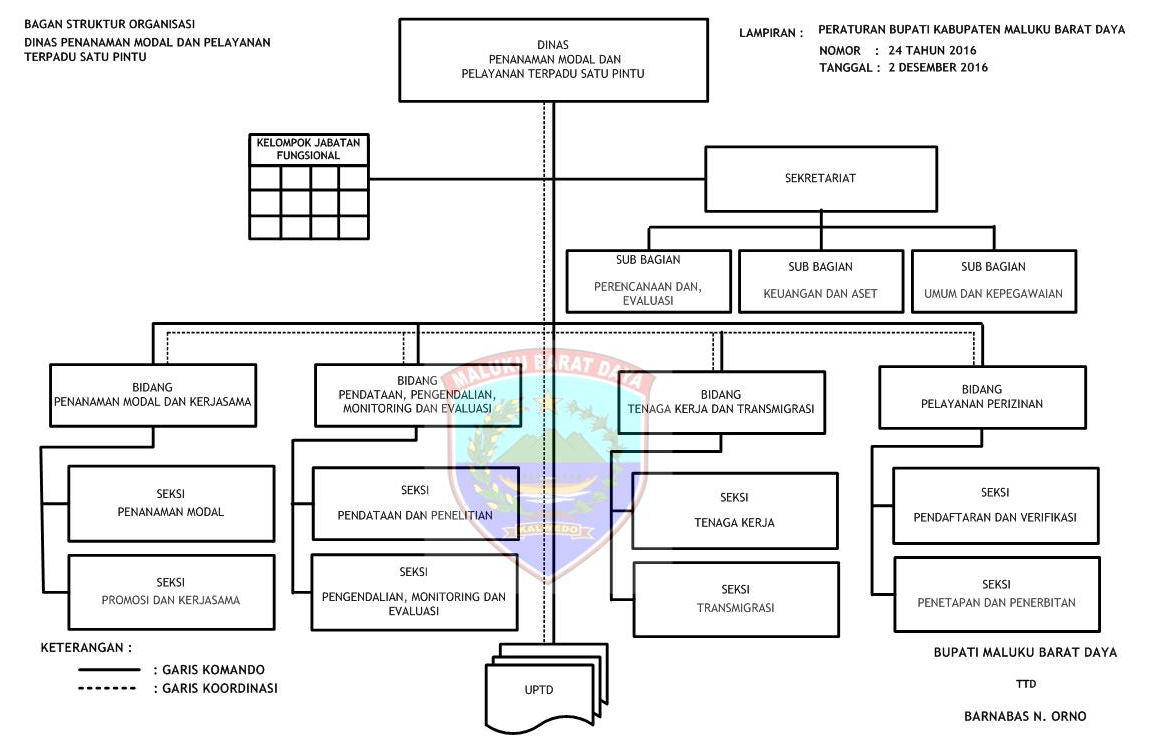 BAGAN STRUKTUR ORGANISASI
DINAS PENANAMAN MODAL DAN PELAYANAN
TERPADU SATU PINTU
LAMPIRAN : PERATURAN BUPATI KABUPATEN MALUKU BARAT DAYA
NOMOR : 24 TAHUN 2016
TANGGAL : 2 DESEMBER 2016
DINAS
PENANAMAN MODAL DAN
PELAYANAN TERPADU SATU PINTU
KELOMPOK JABATAN
FUNGSIONAL
SEKRETARIAT
SUB BAGIAN
PERENCANAAN DAN,
EVALUASI
SUB BAGIAN
KEUANGAN DAN ASET
SUB BAGIAN
UMUM DAN KEPEGAWAIAN
BIDANG
PENANAMAN MODAL DAN KERJASAMA
BIDANG
PENDATAAN, PENGENDALIAN,
MONITORING DAN EVALUASI
MALUKU BARAT DAYA
BIDANG
TENAGA KERJA DAN TRANSMIGRASI
BIDANG
PELAYANAN PERIZINAN
SEKSI
PENANAMAN MODAL
SEKSI
PENDATAAN DAN PENELITIAN
KALWEDO
SEKSI
TENAGA KERJA
SEKSI
PENDAFTARAN DAN VERIFIKASI
SEKSI
PROMOSI DAN KERJASAMA
SEKSI
PENGENDALIAN, MONITORING DAN
EVALUASI
SEKSI
TRANSMIGRASI
SEKSI
PENETAPAN DAN PENERBITAN
KETERANGAN :
: GARIS KOMANDO
: GARIS KOORDINASI
UPTD
BUPATI MALUKU BARAT DAYA
TTD
BARNABAS N. ORNO